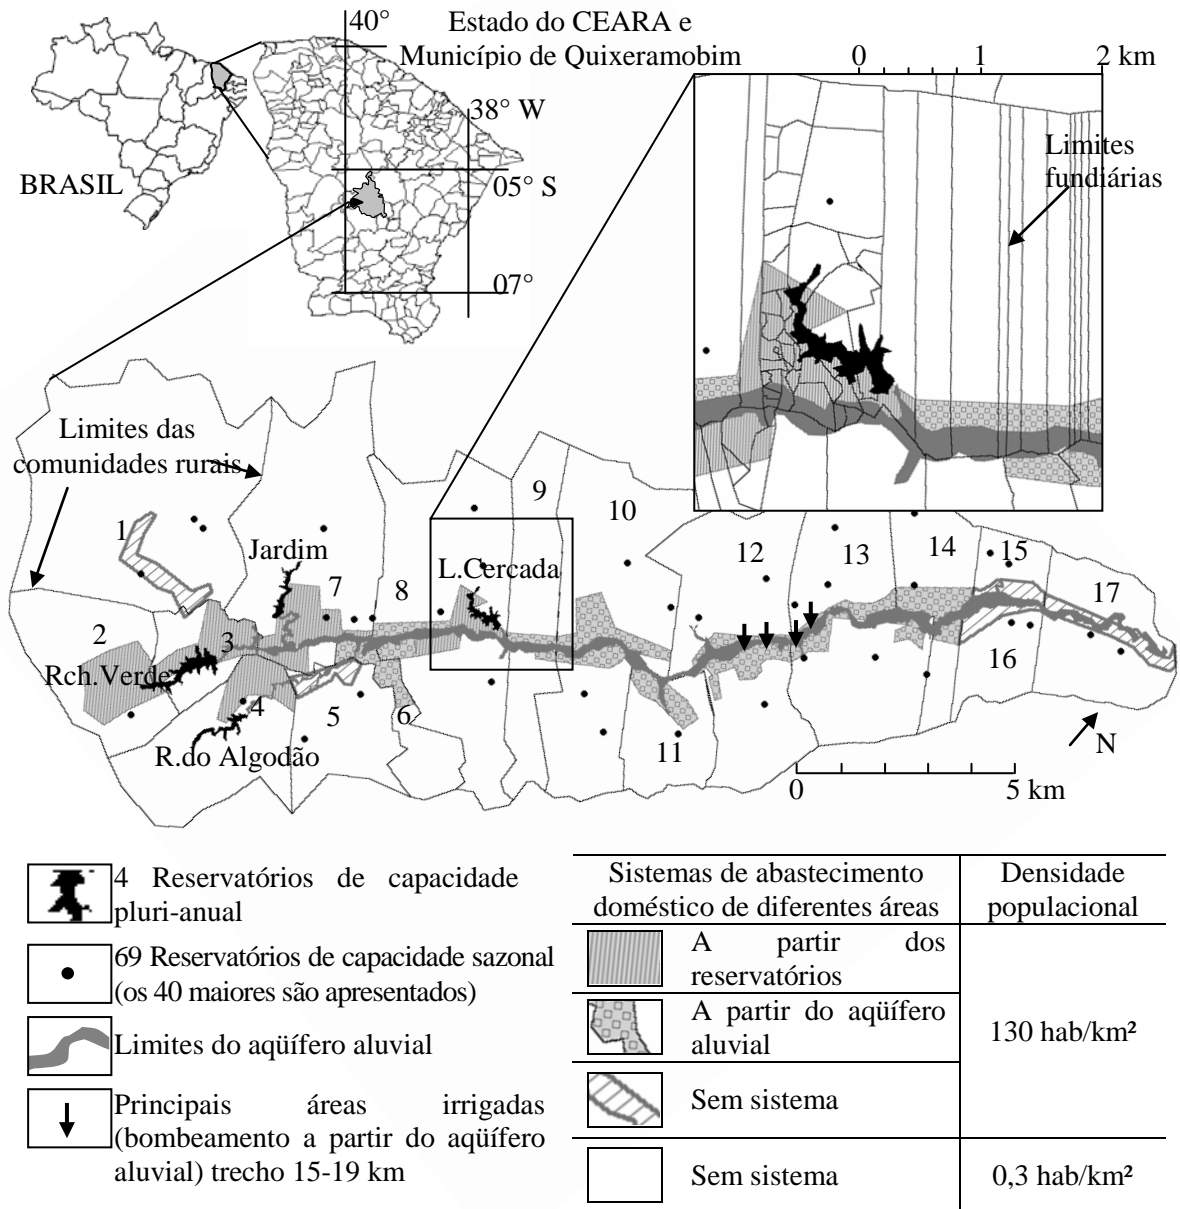 40°
Estado do CEARA e
Município de Quixeramobim
0 1 2 km
38° W
Limites
fundiárias
BRASIL
05° S
07°
Limites das
comunidades rurais
9
10
1
Jardim
7
8
L.Cercada
12
13
14
15
17
2
3
Rch.Verde
4
5
6
16
11
R.do Algodão
N
0 5 km
4 Reservatórios de capacidade
pluri-anual
69 Reservatórios de capacidade sazonal
(os 40 maiores são apresentados)
Limites do aqüífero aluvial
Principais áreas irrigadas
(bombeamento a partir do aqüífero
aluvial) trecho 15-19 km
Sistemas de abastecimento
doméstico de diferentes áreas
Densidade
populacional
A partir dos
reservatórios
A partir do aqüífero
aluvial
130 hab/km²
Sem sistema
Sem sistema
0,3 hab/km²